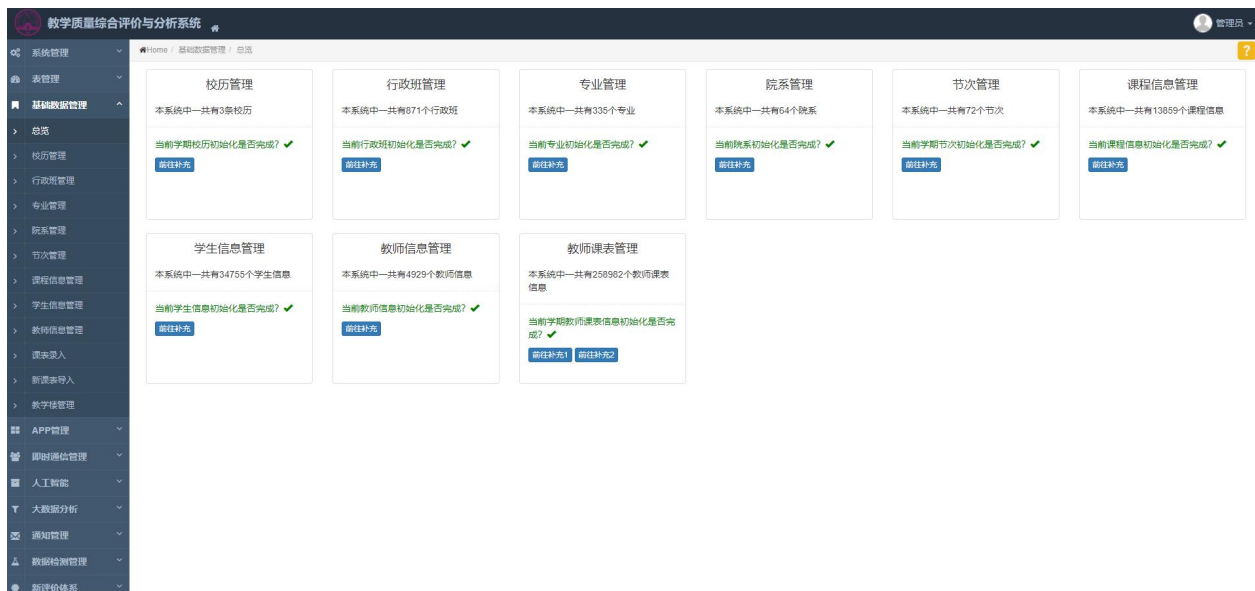 教学质量综合评价与分析系统
管理员
系统管理
表管理
基础数据管理
总览
校历管理
行政班管理
专业管理
院系管理
节次管理
课程信息管理
学生信息管理
教师信息管理
课表录入
新课表导入
教学楼管理
APP管理
即时通信管理
人工智能
大数据分析
通知管理
数据检测管理
新评价体系
Home / 基础数据管理 / 总览
?
校历管理
本系统中一共有3条校历
当前学期校历初始化是否完成? ✔
前往补充
行政班管理
本系统中一共有871个行政班
当前行政班初始化是否完成? ✔
前往补充
专业管理
本系统中一共有335个专业
当前专业初始化是否完成? ✔
前往补充
院系管理
本系统中一共有64个院系
当前院系初始化是否完成? ✔
前往补充
节次管理
本系统中一共有72个节次
当前学期节次初始化是否完成? ✔
前往补充
课程信息管理
本系统中一共有13859个课程信息
当前课程信息初始化是否完成? ✔
前往补充
学生信息管理
本系统中一共有34755个学生信息
当前学生信息初始化是否完成? ✔
前往补充
教师信息管理
本系统中一共有4929个教师信息
当前教师信息初始化是否完成? ✔
前往补充
教师课表管理
本系统中一共有258982个教师课表
信息
当前学期教师课表信息初始化是否完
成? ✔
前往补充1 前往补充2